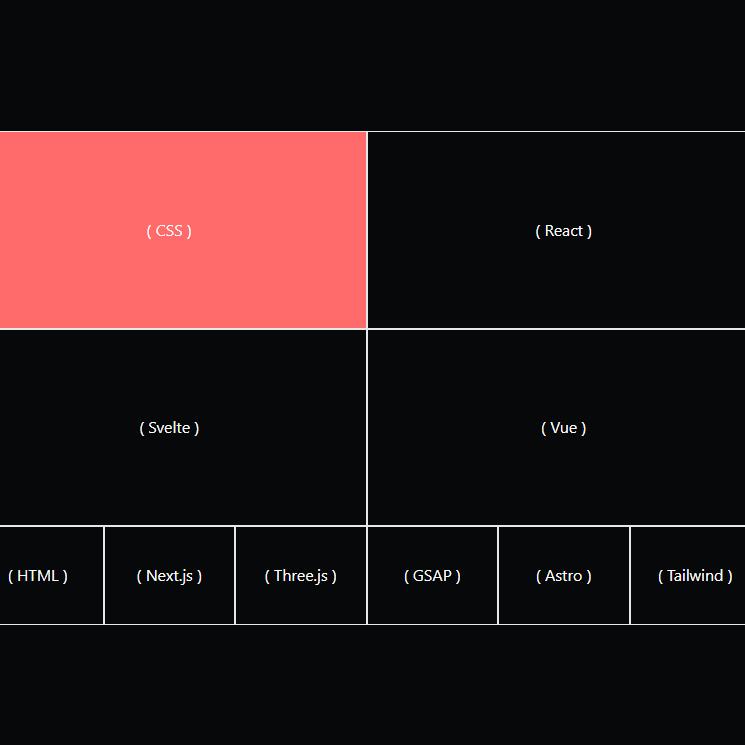 ( CSS )
( React )
( Svelte )
( Vue )
( HTML )
( Next.js )
( Three.js )
( GSAP )
( Astro )
( Tailwind )